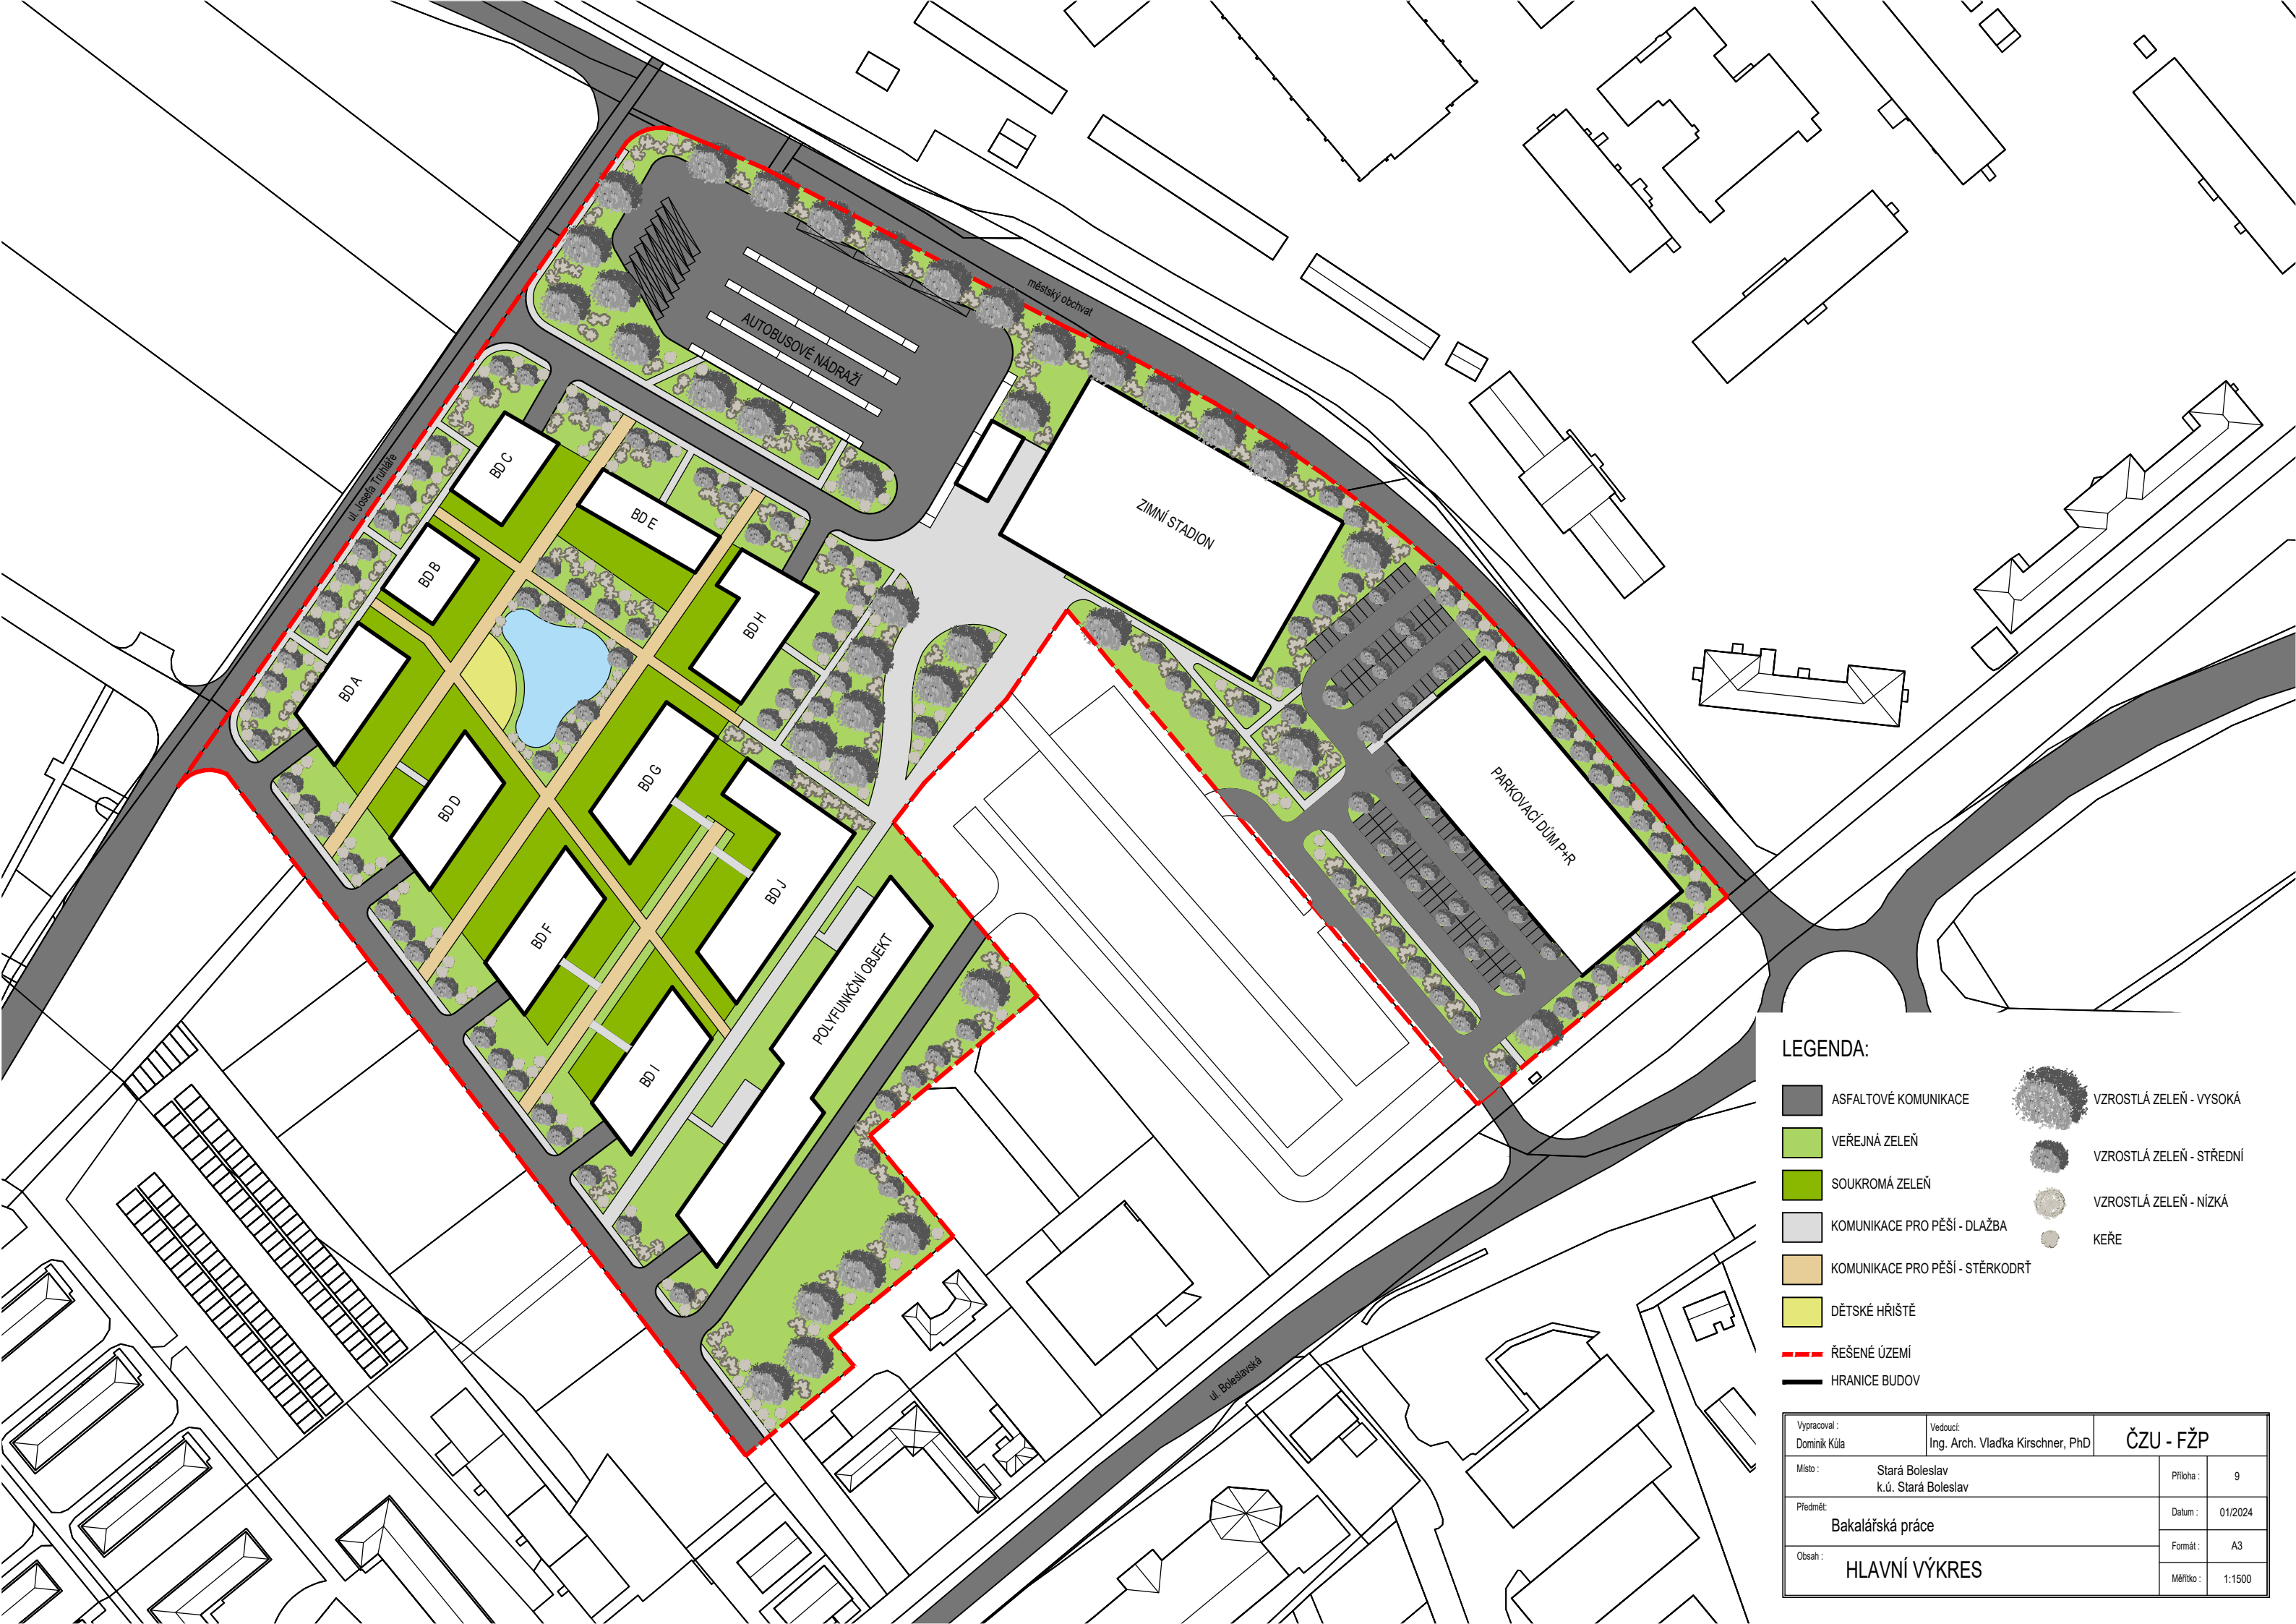 městský obchvat
AUTOBUSOVÉ NÁDRAŽÍ
ul. Josefa Truhláře
BD C
BD E
ZIMNÍ STADION
BD B
BD H
BD A
BD G
BD D
PARKOVACÍ DŮM P+R
BD J
BD F
POLYFUNKČNÍ OBJEKT
BD I
ul. Boleslavská
LEGENDA:
ASFALTOVÉ KOMUNIKACE
VEŘEJNÁ ZELEŇ
SOUKROMÁ ZELEŇ
KOMUNIKACE PRO PĚŠÍ - DLAŽBA
KOMUNIKACE PRO PĚŠÍ - STĚRKODRŤ
DĚTSKÉ HŘIŠTĚ
ŘEŠENÉ ÚZEMÍ
HRANICE BUDOV
VZROSTLÁ ZELEŇ - VYSOKÁ
VZROSTLÁ ZELEŇ - STŘEDNÍ
VZROSTLÁ ZELEŇ - NÍZKÁ
KEŘE
Vypracoval :
Dominik Kůla
Vedoucí:
Ing. Arch. Vlaďka Kirschner, PhD
ČZU - FŽP
Místo :
Stará Boleslav
k.ú. Stará Boleslav
Příloha : 9
Předmět:
Bakalářská práce
Datum : 01/2024
Formát : A3
Obsah :
HLAVNÍ VÝKRES
Měřítko : 1:1500